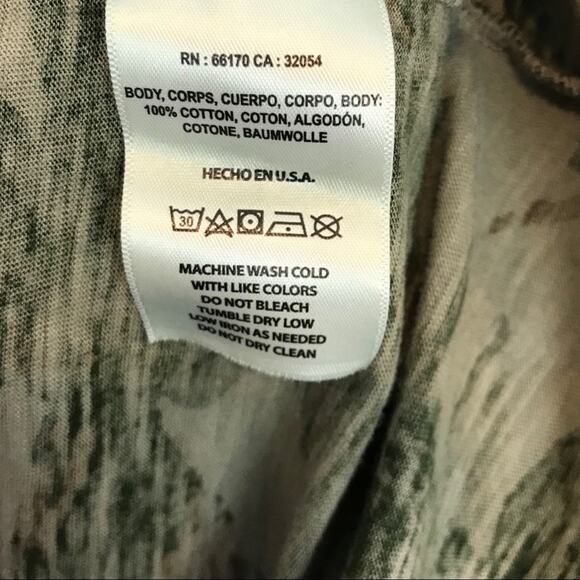 RN : 66170 CA : 32054
BODY, CORPS, CUERPO, CORPO, BODY:
100% COTTON, COTON, ALGODÓN,
COTONE, BAUMWOLLE
HECHO EN U.S.A.
30
MACHINE WASH COLD
WITH LIKE COLORS
DO NOT BLEACH
TUMBLE DRY LOW
LOW IRON AS NEEDED
DO NOT DRY CLEAN